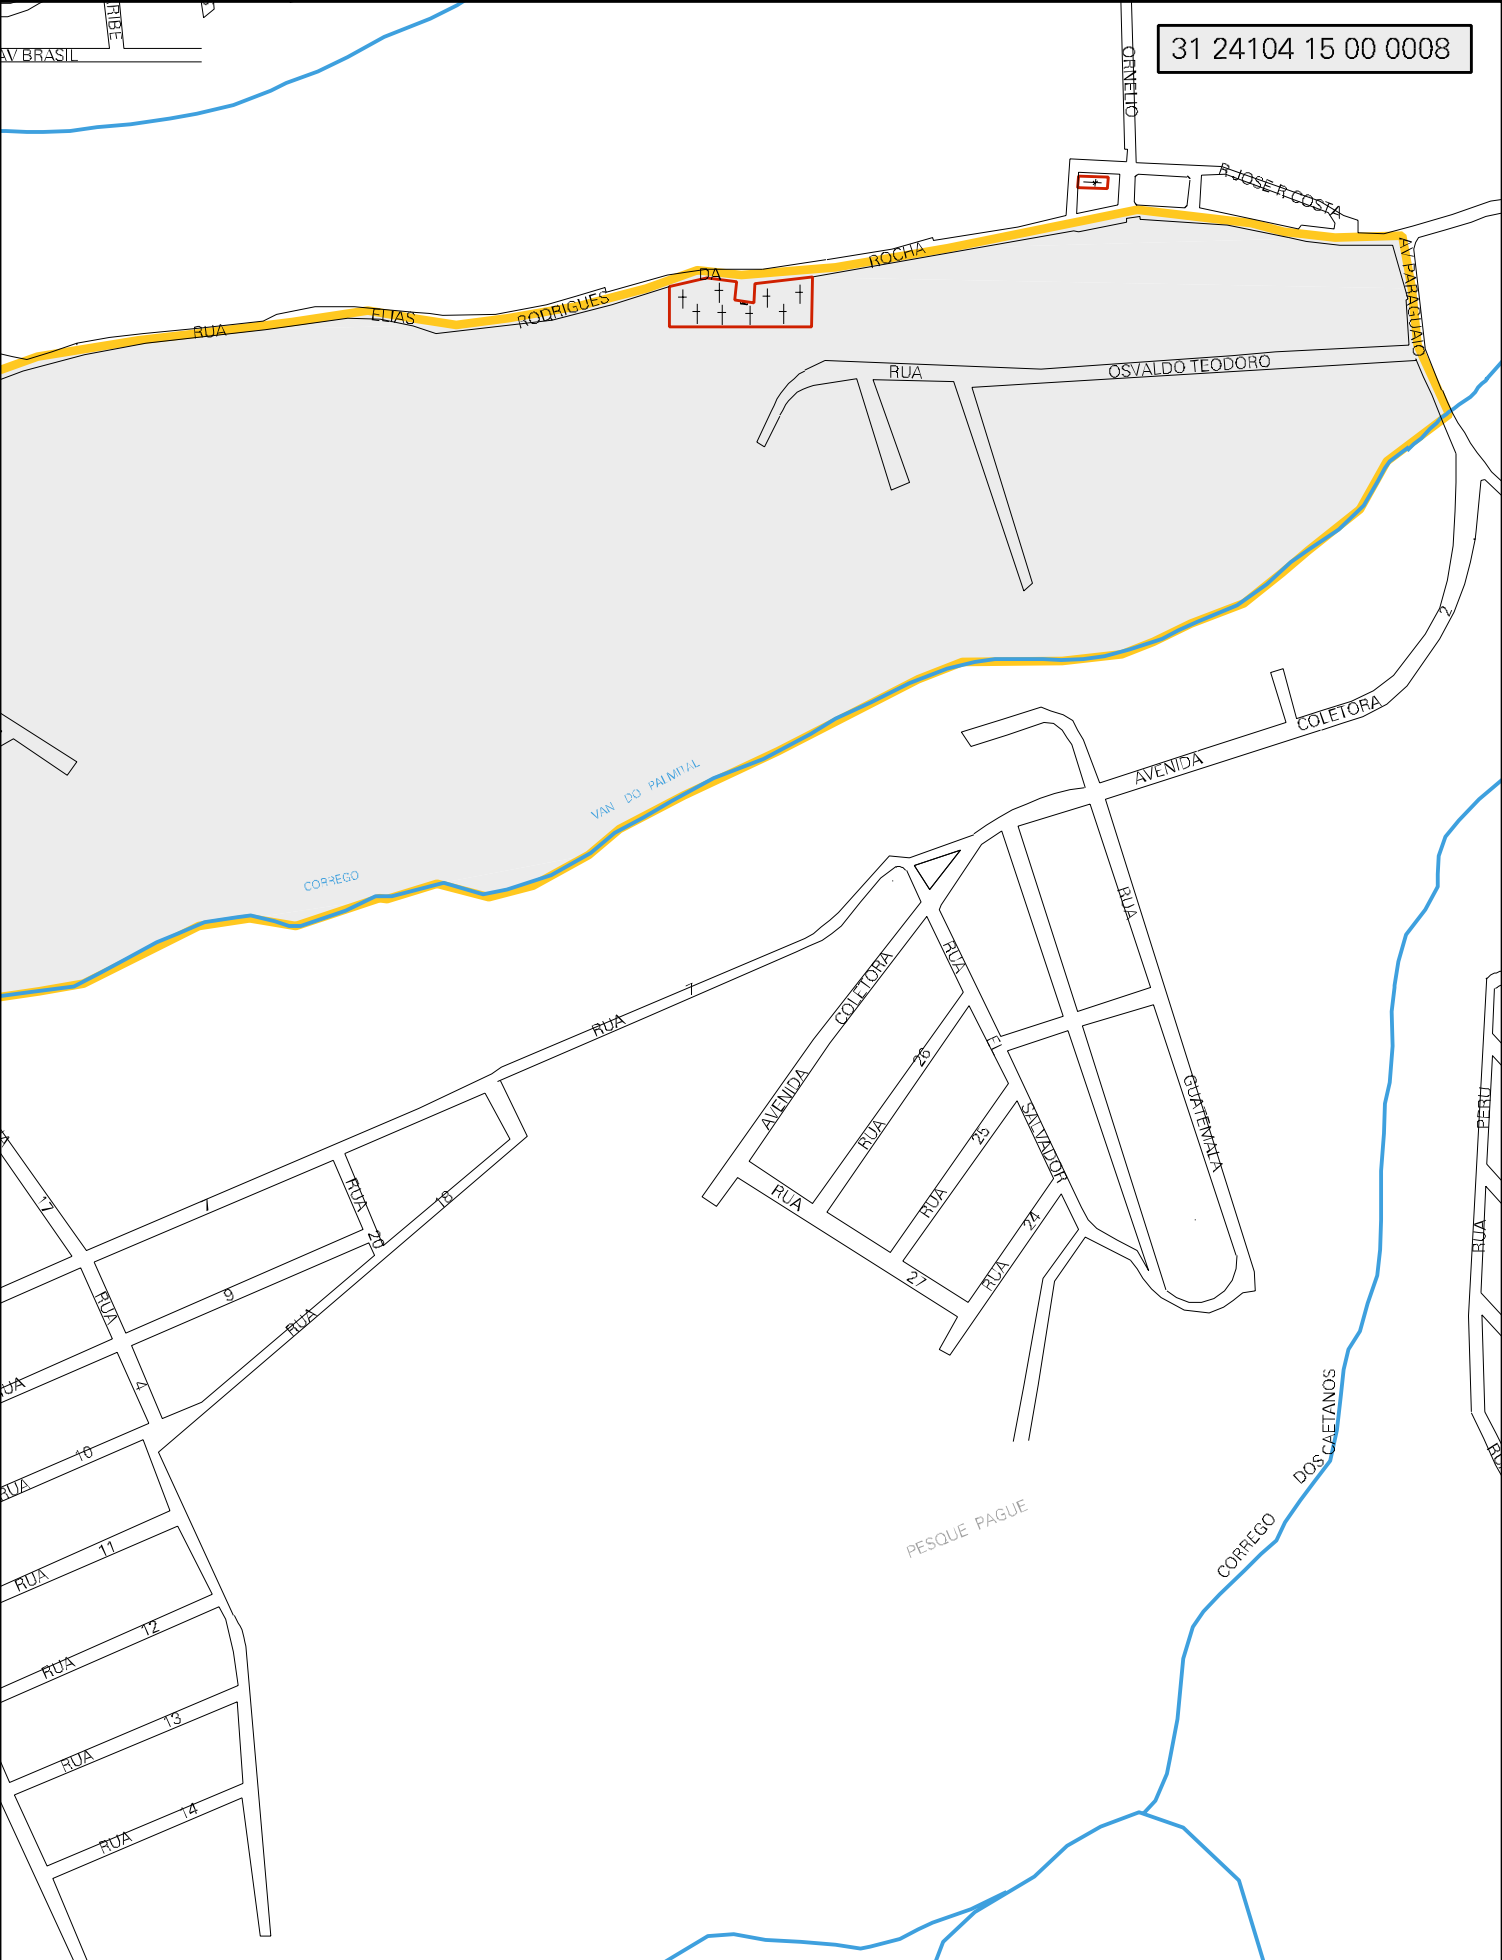 RIBE
AV BRASIL
ORNELIO
31 24104 15 00 0008
R JOSE R COSTA
RUA ELIAS RODRIGUES DA ROCHA
AV PARAGUAIO
RUA OSVALDO TEODORO
2
AVENIDA COLETORA
CORREGO VAN DO PALMITAL
RUA
GUATEMALA
RUA
EL
SALVADOR
AVENIDA COLETORA
RUA 7
RUA 26
RUA 25
RUA 24
RUA 27
PERU
RUA
17
7
RUA 20
18
RUA
9
RUA
4
UA
RUA 10
RUA 11
RUA 12
RUA 13
RUA 14
PESQUE PAGUE
CORREGO DOS CAETANOS